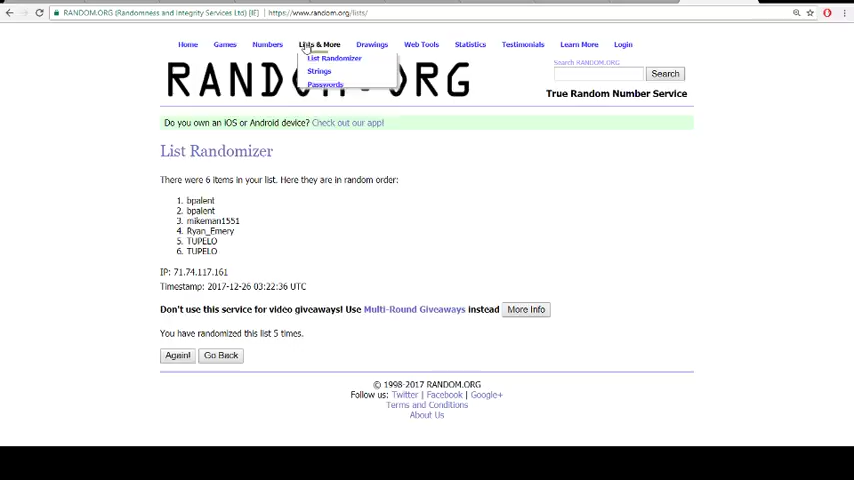 RANDOM.ORG (Randomness and Integrity Services Ltd) [IE] | https://www.random.org/lists/
Home Games Numbers Lists & More Drawings Web Tools Statistics Testimonials Learn More Login
List Randomizer
Strings
Passwords
Search RANDOM.ORG
Search
RANDOM.ORG
True Random Number Service
Do you own an iOS or Android device? Check out our app!
List Randomizer
There were 6 items in your list. Here they are in random order:
1. bpalent
2. bpalent
3. mikeman1551
4. Ryan_Emery
5. TUPELO
6. TUPELO
IP: 71.74.117.161
Timestamp: 2017-12-26 03:22:36 UTC
Don't use this service for video giveaways! Use Multi-Round Giveaways instead More Info
You have randomized this list 5 times.
Again! Go Back
© 1998-2017 RANDOM.ORG
Follow us: Twitter | Facebook | Google+
Terms and Conditions
About Us